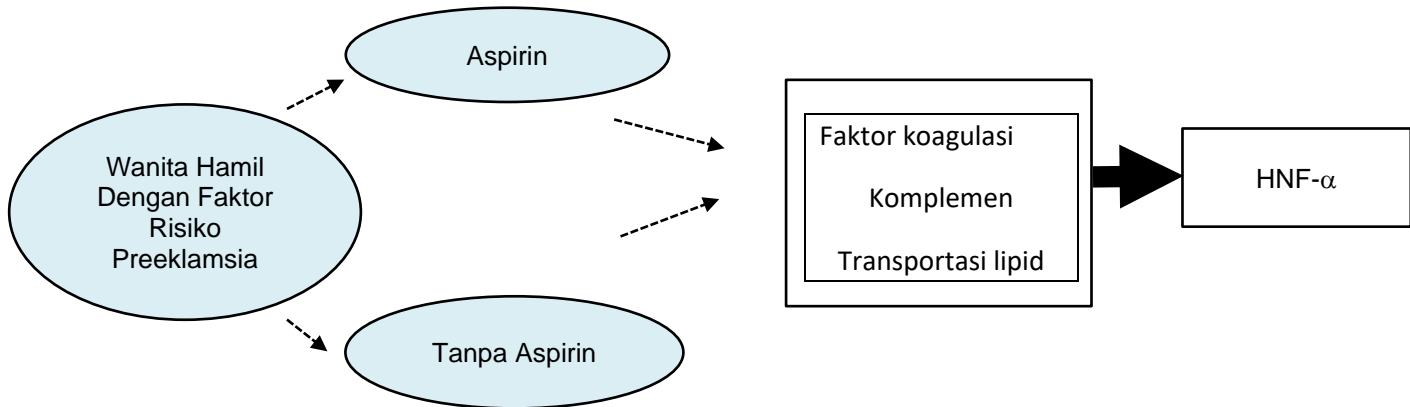 Aspirin
Wanita Hamil
Dengan Faktor
Risiko
Preeklamsia
Tanpa Aspirin
Faktor koagulasi
Komplemen
Transportasi lipid
HNF-α